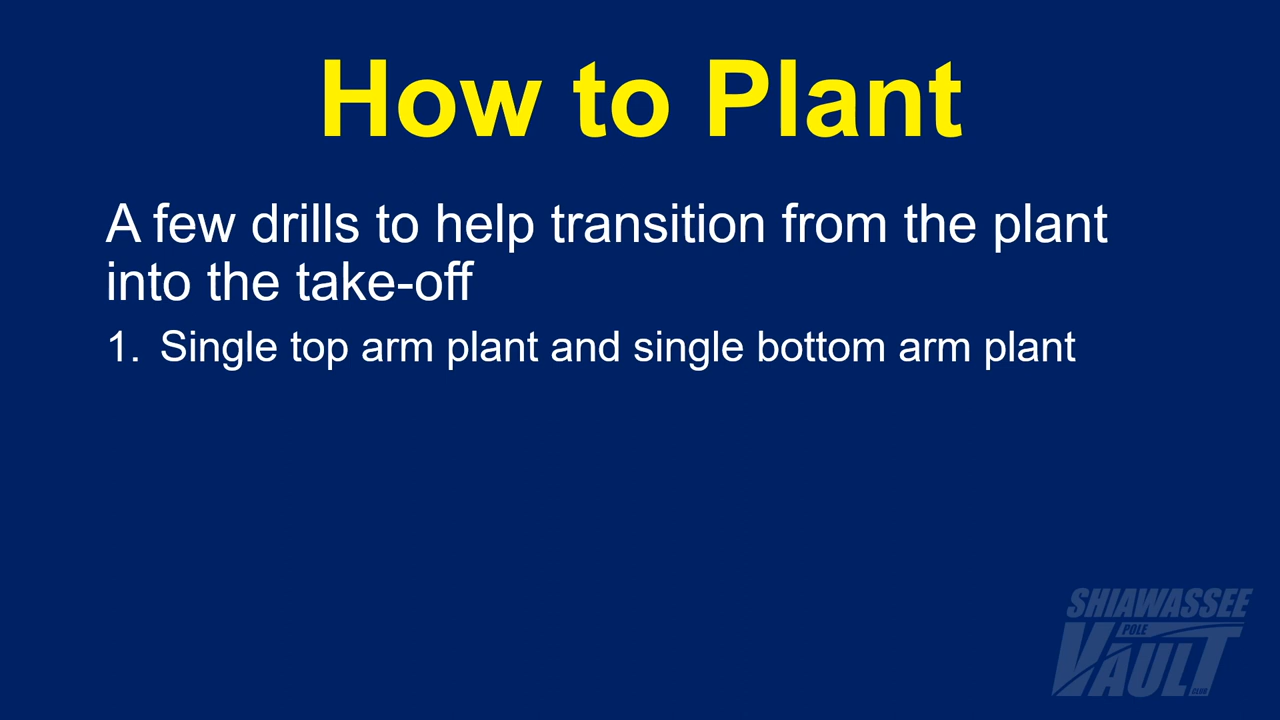 How to Plant
A few drills to help transition from the plant
into the take-off
1. Single top arm plant and single bottom arm plant
SHIAWASSEE
POLE
VAULT
CLUB